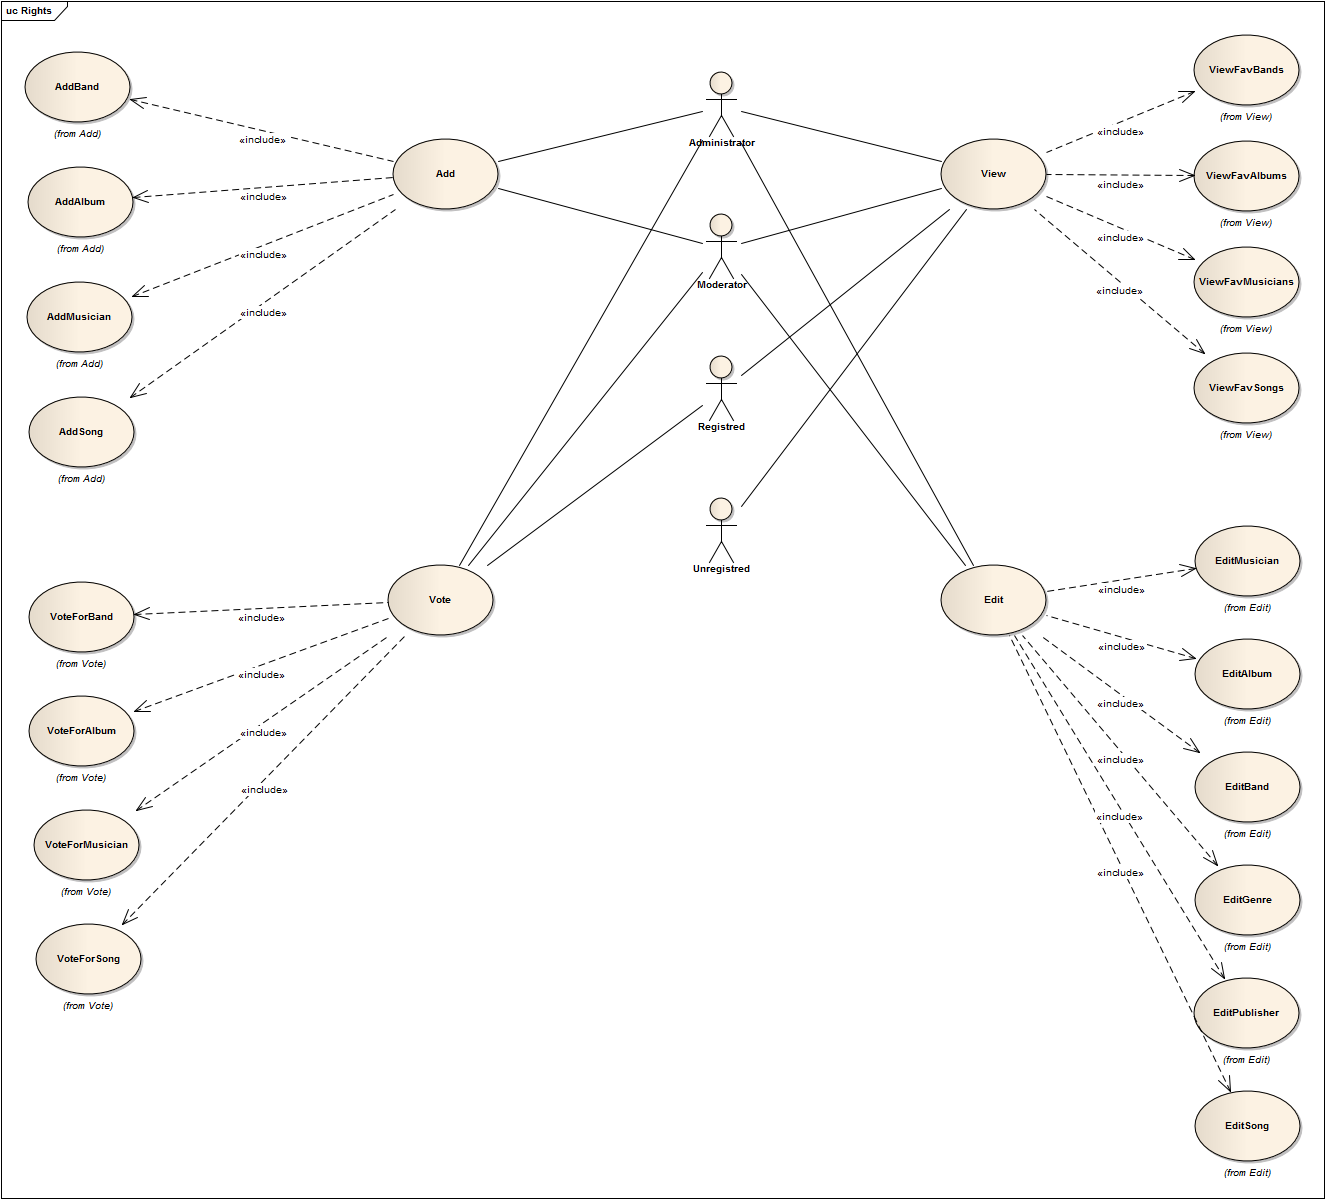 uc Rights
AddBand
(from Add)
«include»
AddAlbum
(from Add)
«include»
AddMusician
(from Add)
«include»
AddSong
(from Add)
«include»
Add
Administrator
Moderator
Registred
Unregistred
View
«include»
ViewFavBands
(from View)
«include»
ViewFavAlbums
(from View)
«include»
ViewFavMusicians
(from View)
«include»
ViewFavSongs
(from View)
Vote
VoteForBand
(from Vote)
«include»
VoteForAlbum
(from Vote)
«include»
VoteForMusician
(from Vote)
«include»
VoteForSong
(from Vote)
«include»
Edit
«include»
EditMusician
(from Edit)
«include»
EditAlbum
(from Edit)
«include»
EditBand
(from Edit)
«include»
EditGenre
(from Edit)
«include»
EditPublisher
(from Edit)
«include»
EditSong
(from Edit)